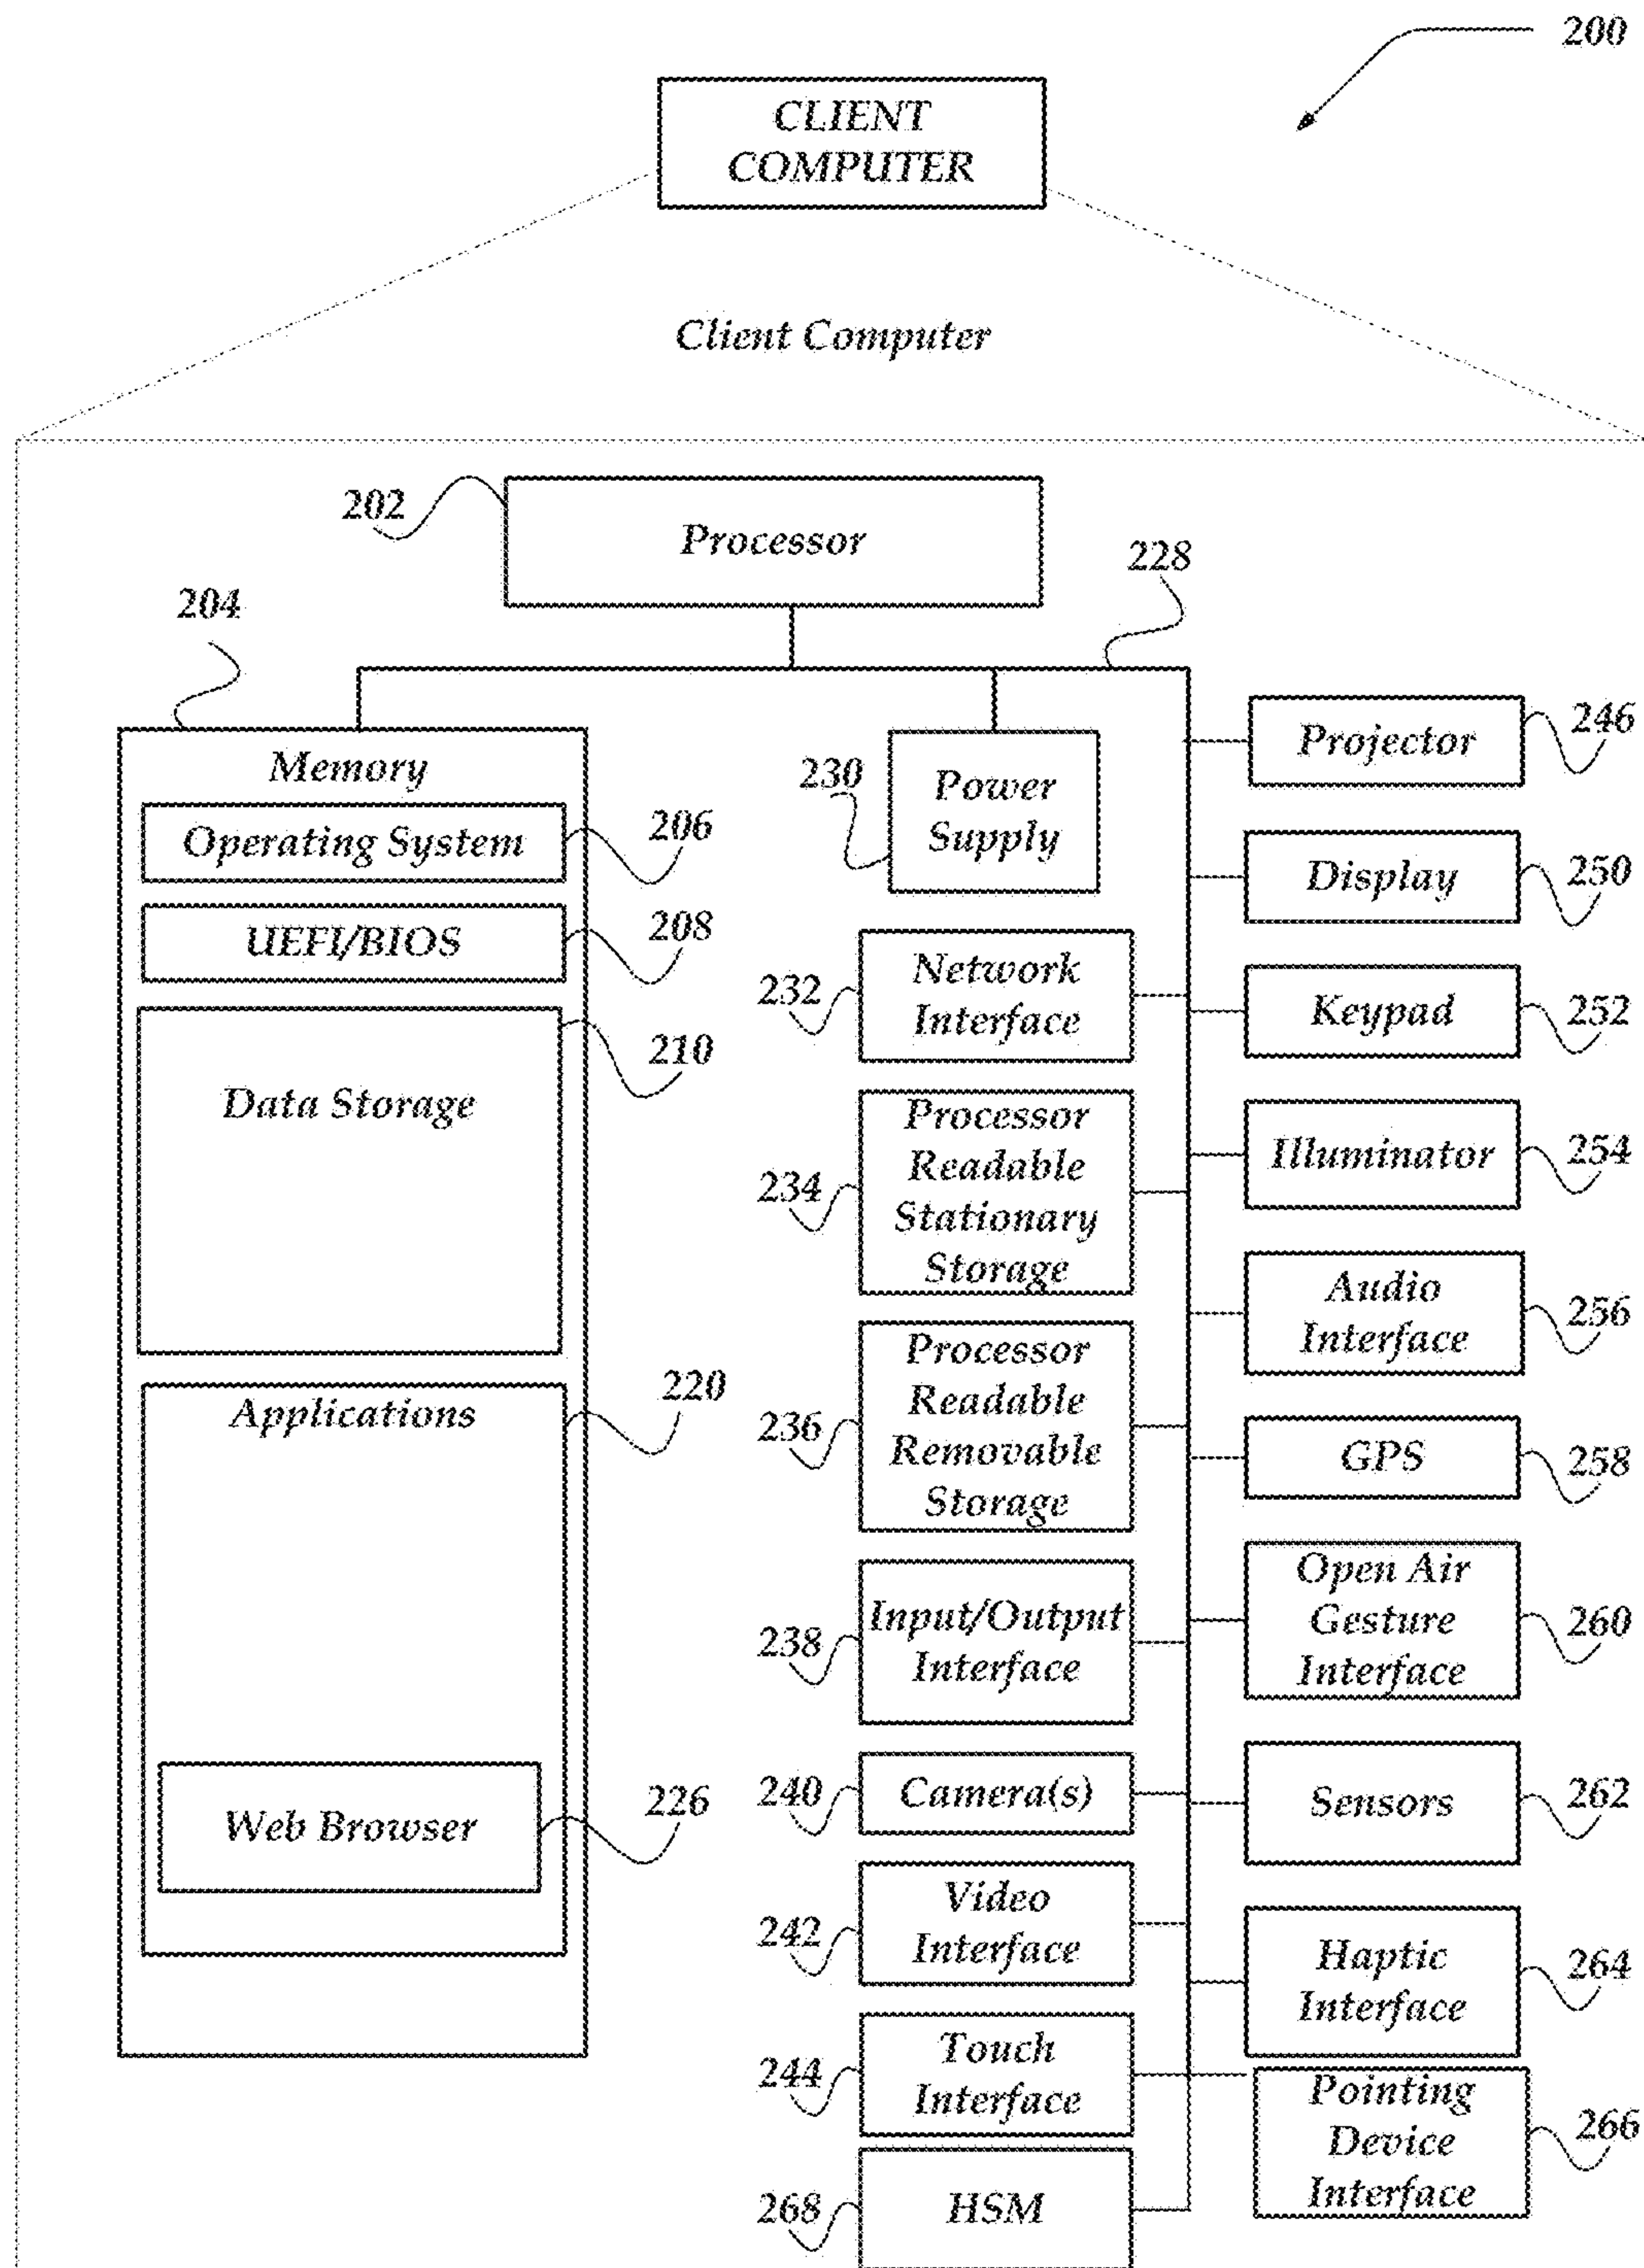 200
CLIENT
COMPUTER
Client Computer
202
Processor
228
204
Memory
Operating System
206
UEFI/BIOS
208
Data Storage
210
Applications
220
Web Browser
226
230
Power
Supply
232
Network
Interface
234
Processor
Readable
Stationary
Storage
236
Processor
Readable
Removable
Storage
238
Input/Output
Interface
240
Camera(s)
242
Video
Interface
244
Touch
Interface
268
HSM
Projector
246
Display
250
Keypad
252
Illuminator
254
Audio
Interface
256
GPS
258
Open Air
Gesture
Interface
260
Sensors
262
Haptic
Interface
264
Pointing
Device
Interface
266